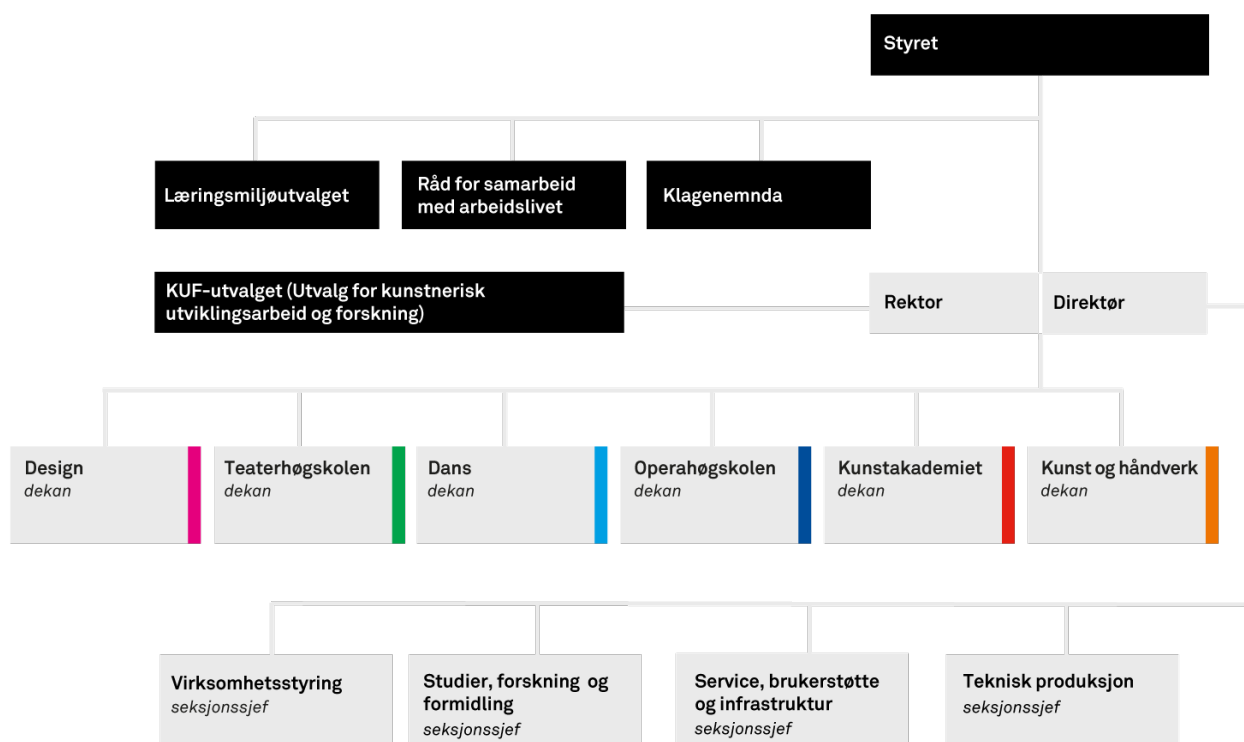 Styret
Læringsmiljøutvalget
Råd for samarbeid
med arbeidslivet
Klagenemnda
KUF-utvalget (Utvalg for kunstnerisk
utviklingsarbeid og forskning)
Rektor
Direktør
Design
dekan
Teaterhøgskolen
dekan
Dans
dekan
Operahøgskolen
dekan
Kunstakademiet
dekan
Kunst og håndverk
dekan
Virksomhetsstyring
seksjonssjef
Studier, forskning og
formidling
seksjonssjef
Service, brukerstøtte
og infrastruktur
seksjonssjef
Teknisk produksjon
seksjonssjef